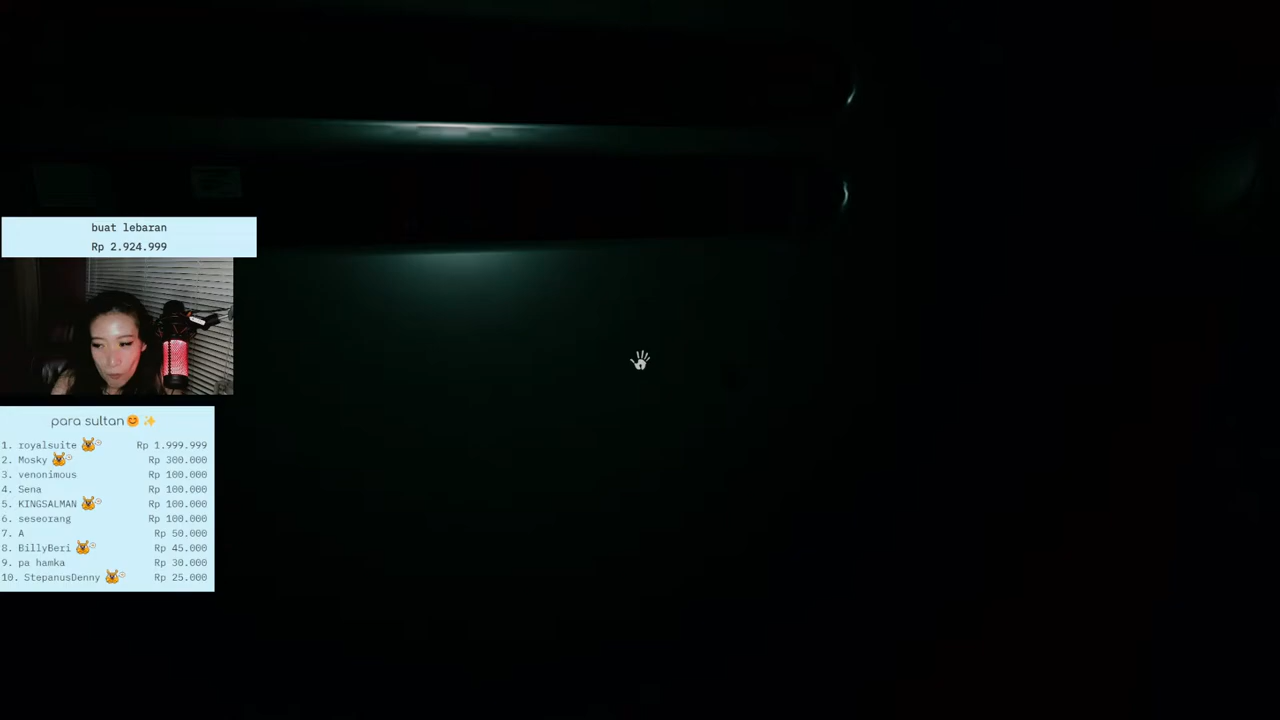 buat lebaran
Rp 2.924.999
para sultan😊✨
1. royalsuite Rp 1.999.999
2. Mosky Rp 300.000
3. venonimous Rp 100.000
4. Sena Rp 100.000
5. KINGSALMAN Rp 100.000
6. seseorang Rp 100.000
7. A Rp 50.000
8. BillyBeri Rp 45.000
9. pa hamka Rp 30.000
10. StepanusDenny Rp 25.000